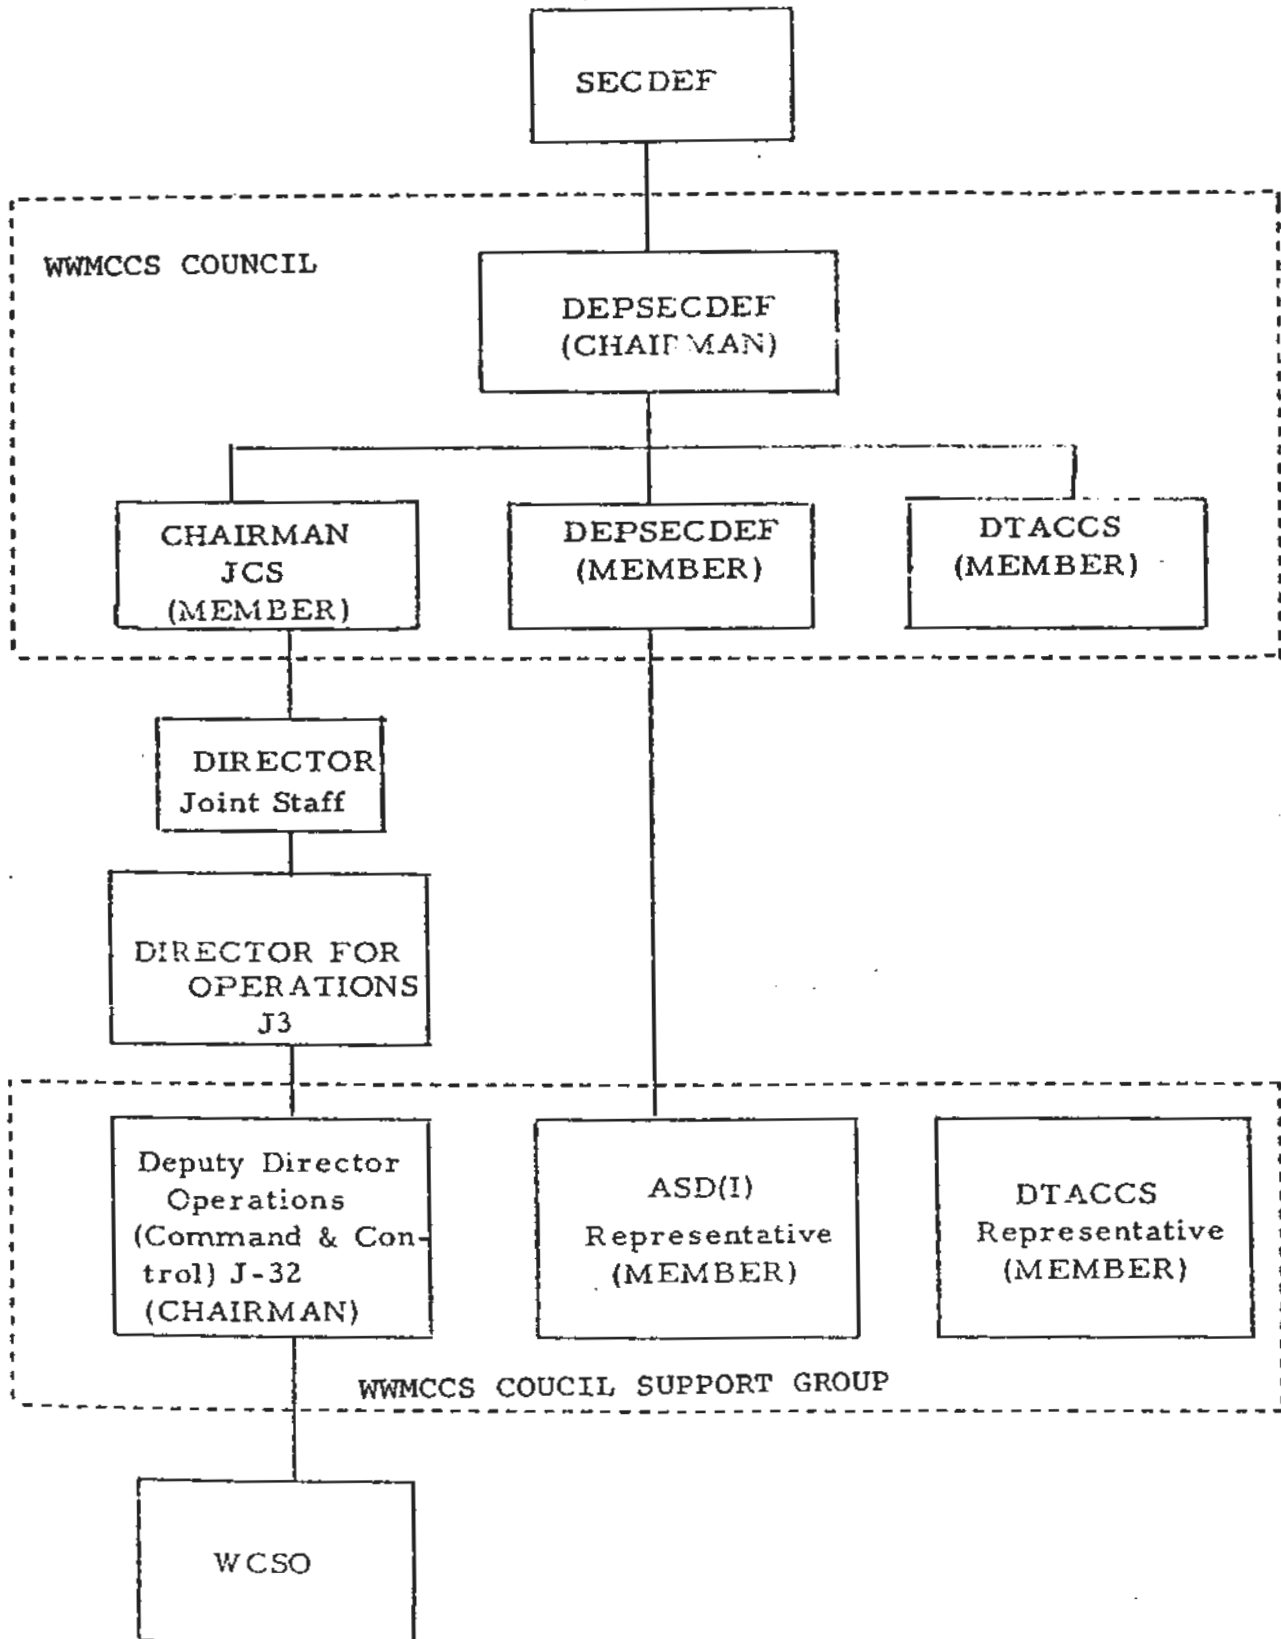 SECDEF
WWMCCS COUNCIL
DEPSECDEF
(CHAIRMAN)
CHAIRMAN
JCS
(MEMBER)
DEPSECDEF
(MEMBER)
DTACCS
(MEMBER)
DIRECTOR
Joint Staff
DIRECTOR FOR
OPERATIONS
J3
Deputy Director
Operations
(Command & Con-
trol) J-32
(CHAIRMAN)
ASD(I)
Representative
(MEMBER)
DTACCS
Representative
(MEMBER)
WWMCCS COUCIL SUPPORT GROUP
WCSO